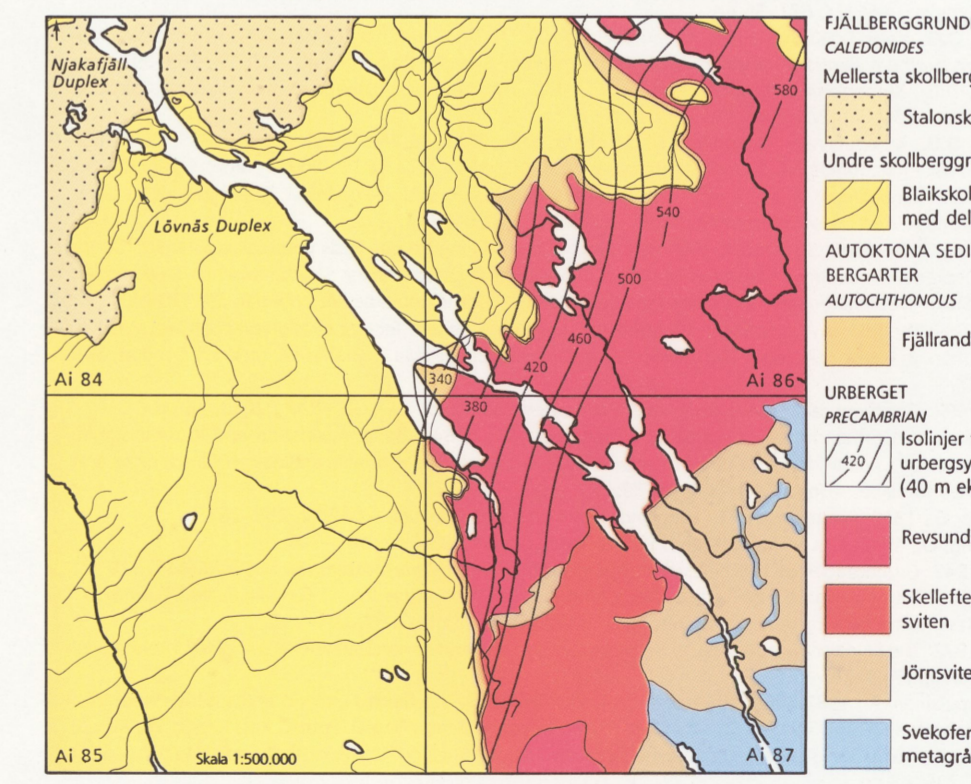 Njakafjäll
Duplex
Lövnäs Duplex
580
540
500
460
420
340
380
Ai 84
Ai 86
Ai 85
Skala 1:500.000
Ai 87
FJÄLLBERGGRUND
CALEDONIDES
Mellersta skollberg
Stalonsk
Undre skollberggr
Blaikskol
med del
AUTOKTONA SEDI
BERGARTER
AUTOCHTHONOUS
Fjällrand
URBERGET
PRECAMBRIAN
Isolinjer
420
urbergsy
(40 m ek
Revsund
Skellefte
sviten
Jörnsvite
Svekofer
metagrå